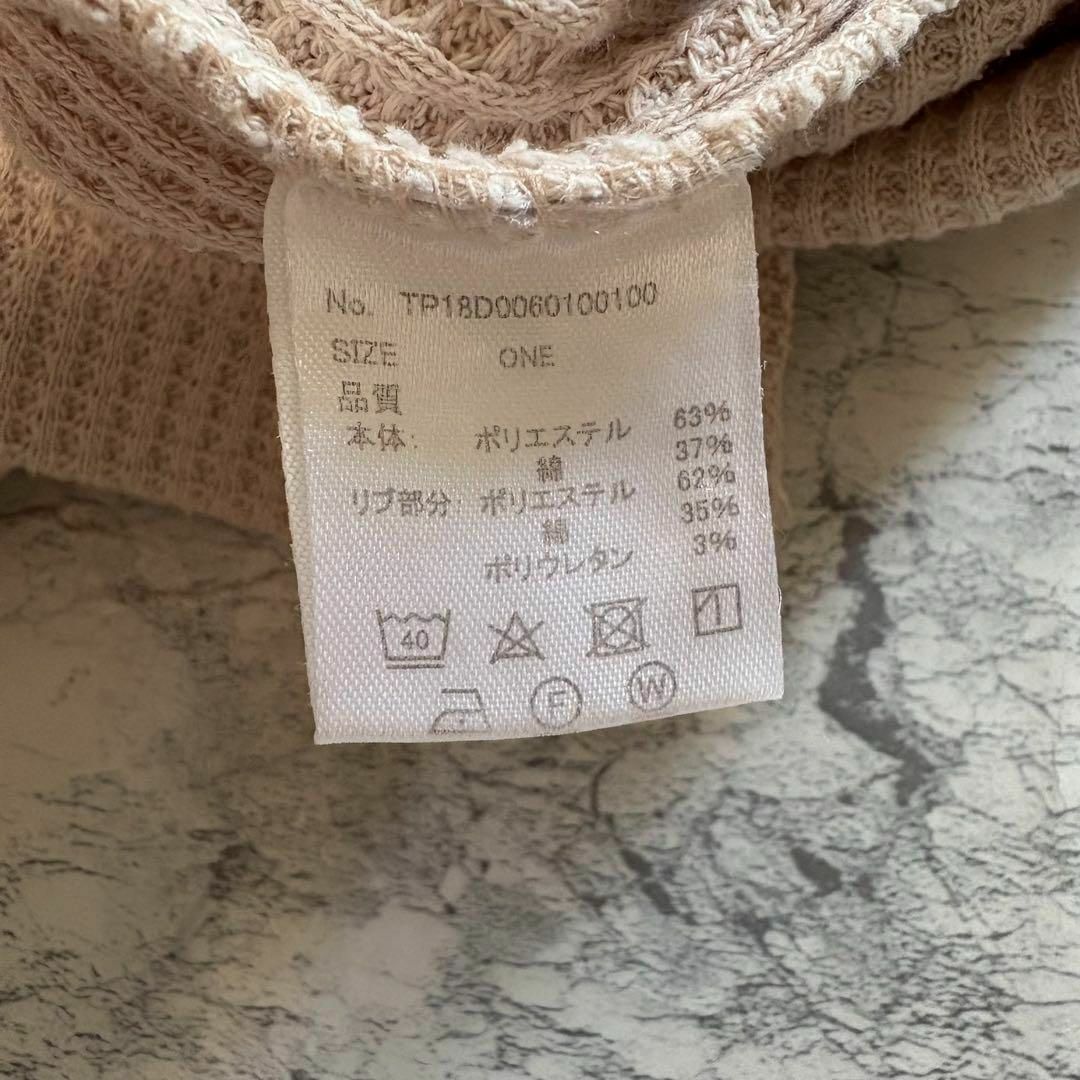 No. TP18D0060100100
SIZE ONE
品質
本体: ポリエステル 63%
綿 37%
リブ部分 ポリエステル 62%
綿 35%
ポリウレタン 3%
40
F W